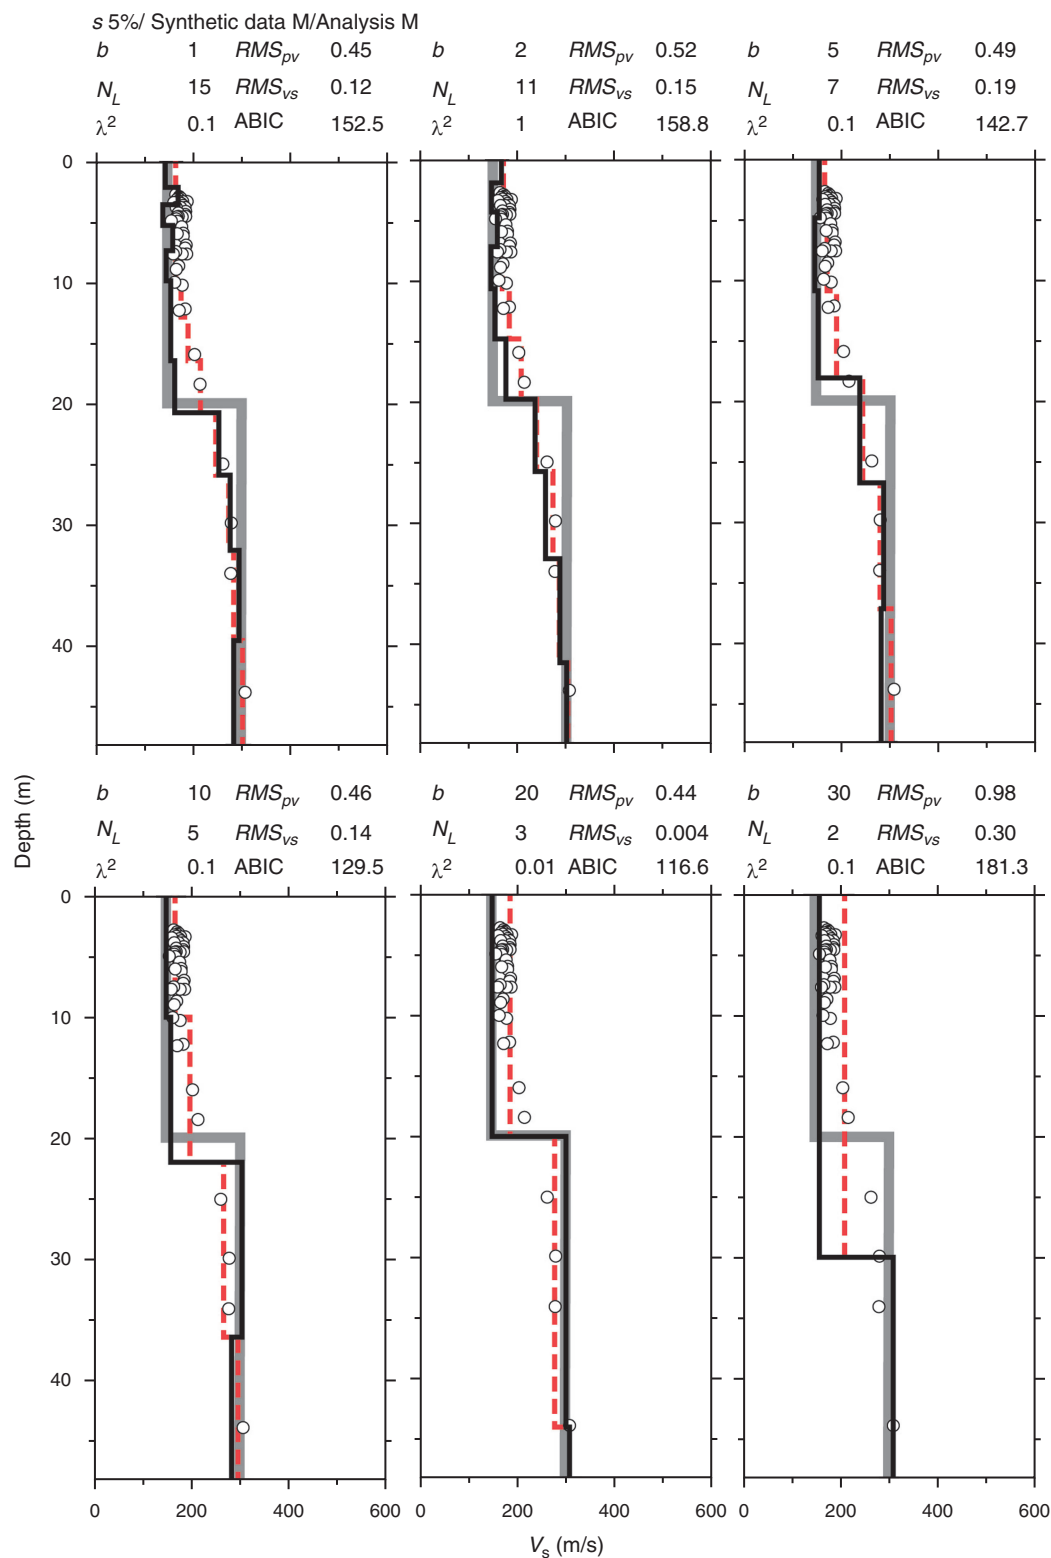 s 5%/ Synthetic data M/Analysis M
b 1 RMSpv 0.45
NL 15 RMSvs 0.12
λ² 0.1 ABIC 152.5
b 2 RMSpv 0.52
NL 11 RMSvs 0.15
λ² 1 ABIC 158.8
b 5 RMSpv 0.49
NL 7 RMSvs 0.19
λ² 0.1 ABIC 142.7
0
10
20
30
40
Depth (m)
b 10 RMSpv 0.46
NL 5 RMSvs 0.14
λ² 0.1 ABIC 129.5
b 20 RMSpv 0.44
NL 3 RMSvs 0.004
λ² 0.01 ABIC 116.6
b 30 RMSpv 0.98
NL 2 RMSvs 0.30
λ² 0.1 ABIC 181.3
0
10
20
30
40
0 200 400 600
0 200 400 600
0 200 400 600
Vs (m/s)